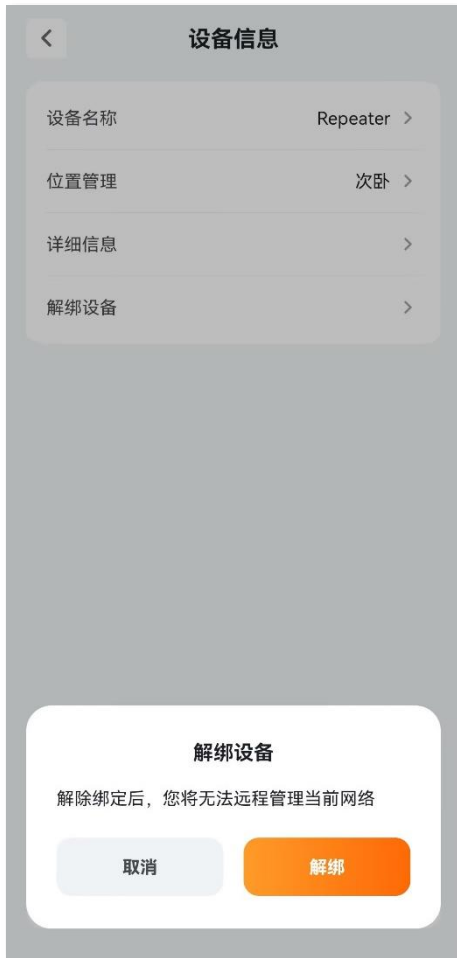 设备信息
设备名称 Repeater
位置管理 次卧
详细信息
解绑设备
解绑设备
解除绑定后，您将无法远程管理当前网络
取消 解绑